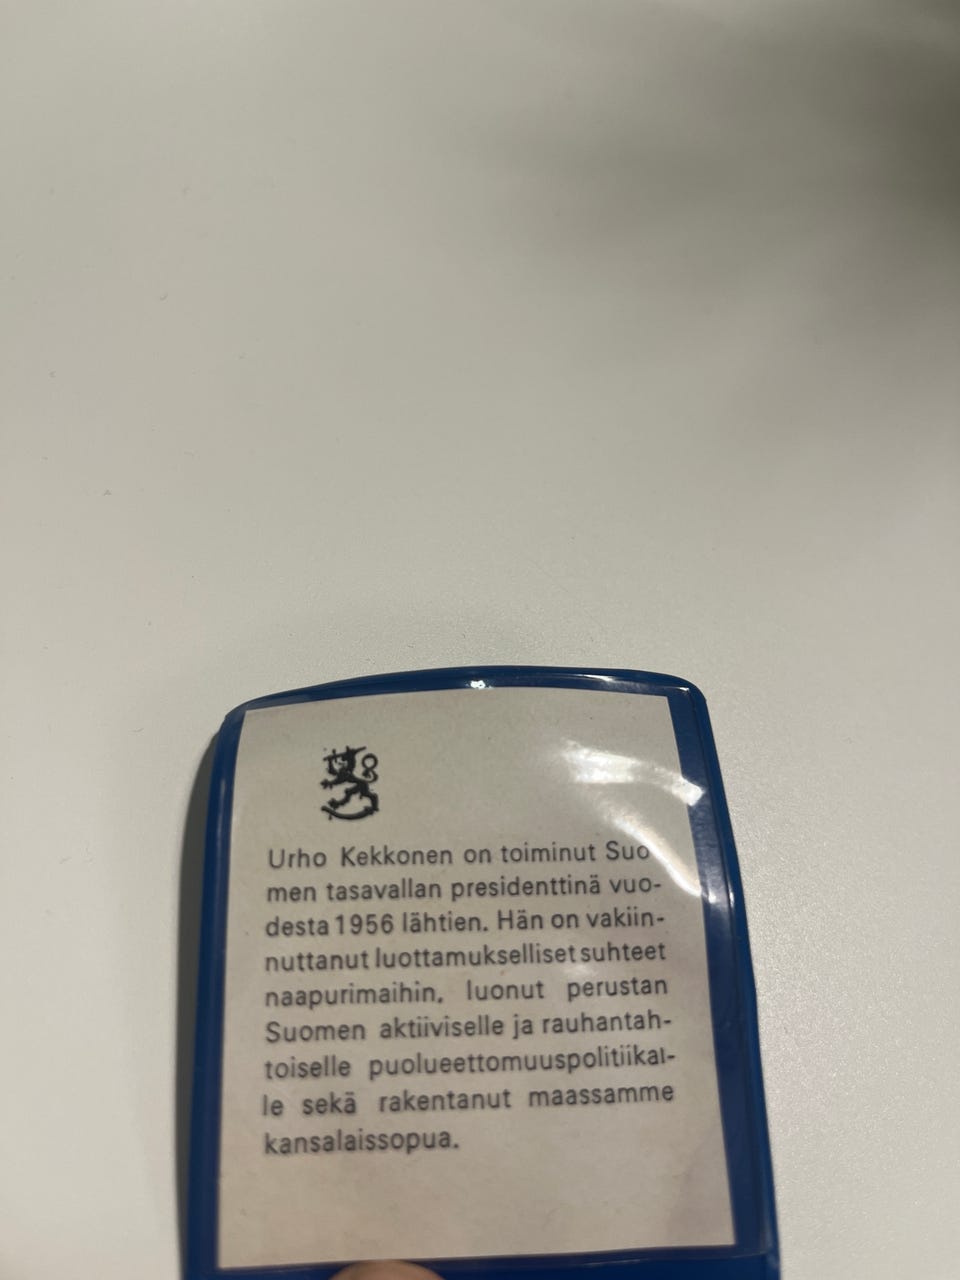 Urho Kekkonen on toiminut Suo
men tasavallan presidenttinä vuo-
desta 1956 lähtien. Hän on vakiin-
nuttanut luottamukselliset suhteet
naapurimaihin, luonut perustan
Suomen aktiiviselle ja rauhantah-
toiselle puolueettomuuspolitiikal-
le sekä rakentanut maassamme
kansalaissopua.